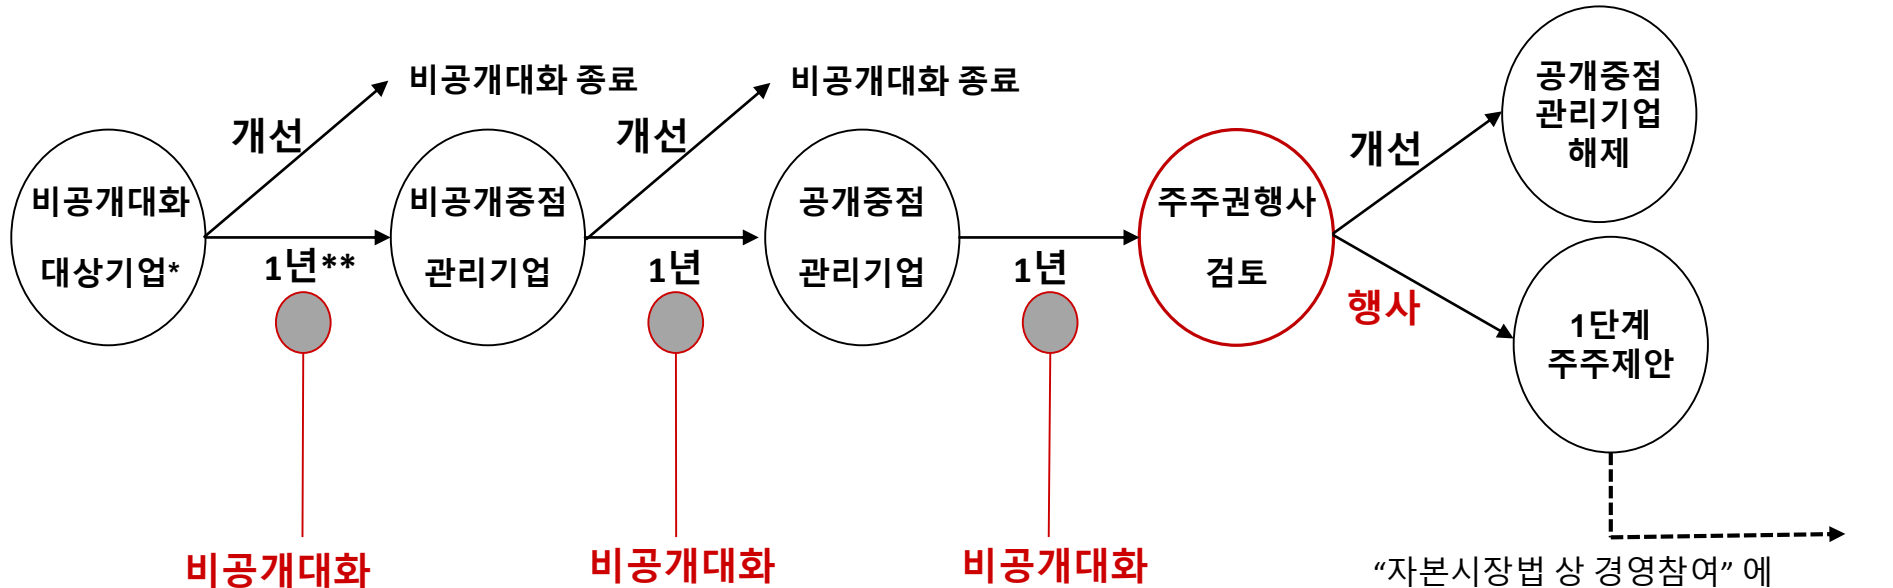 비공개대화 종료
비공개대화 종료
공개중점
관리기업
해제
개선
개선
개선
비공개대화
대상기업*
비공개중점
관리기업
공개중점
관리기업
주주권행사
검토
1년**
1년
1년
행사
1단계
주주제안
비공개대화
비공개대화
비공개대화
“자본시장법 상 경영참여” 에